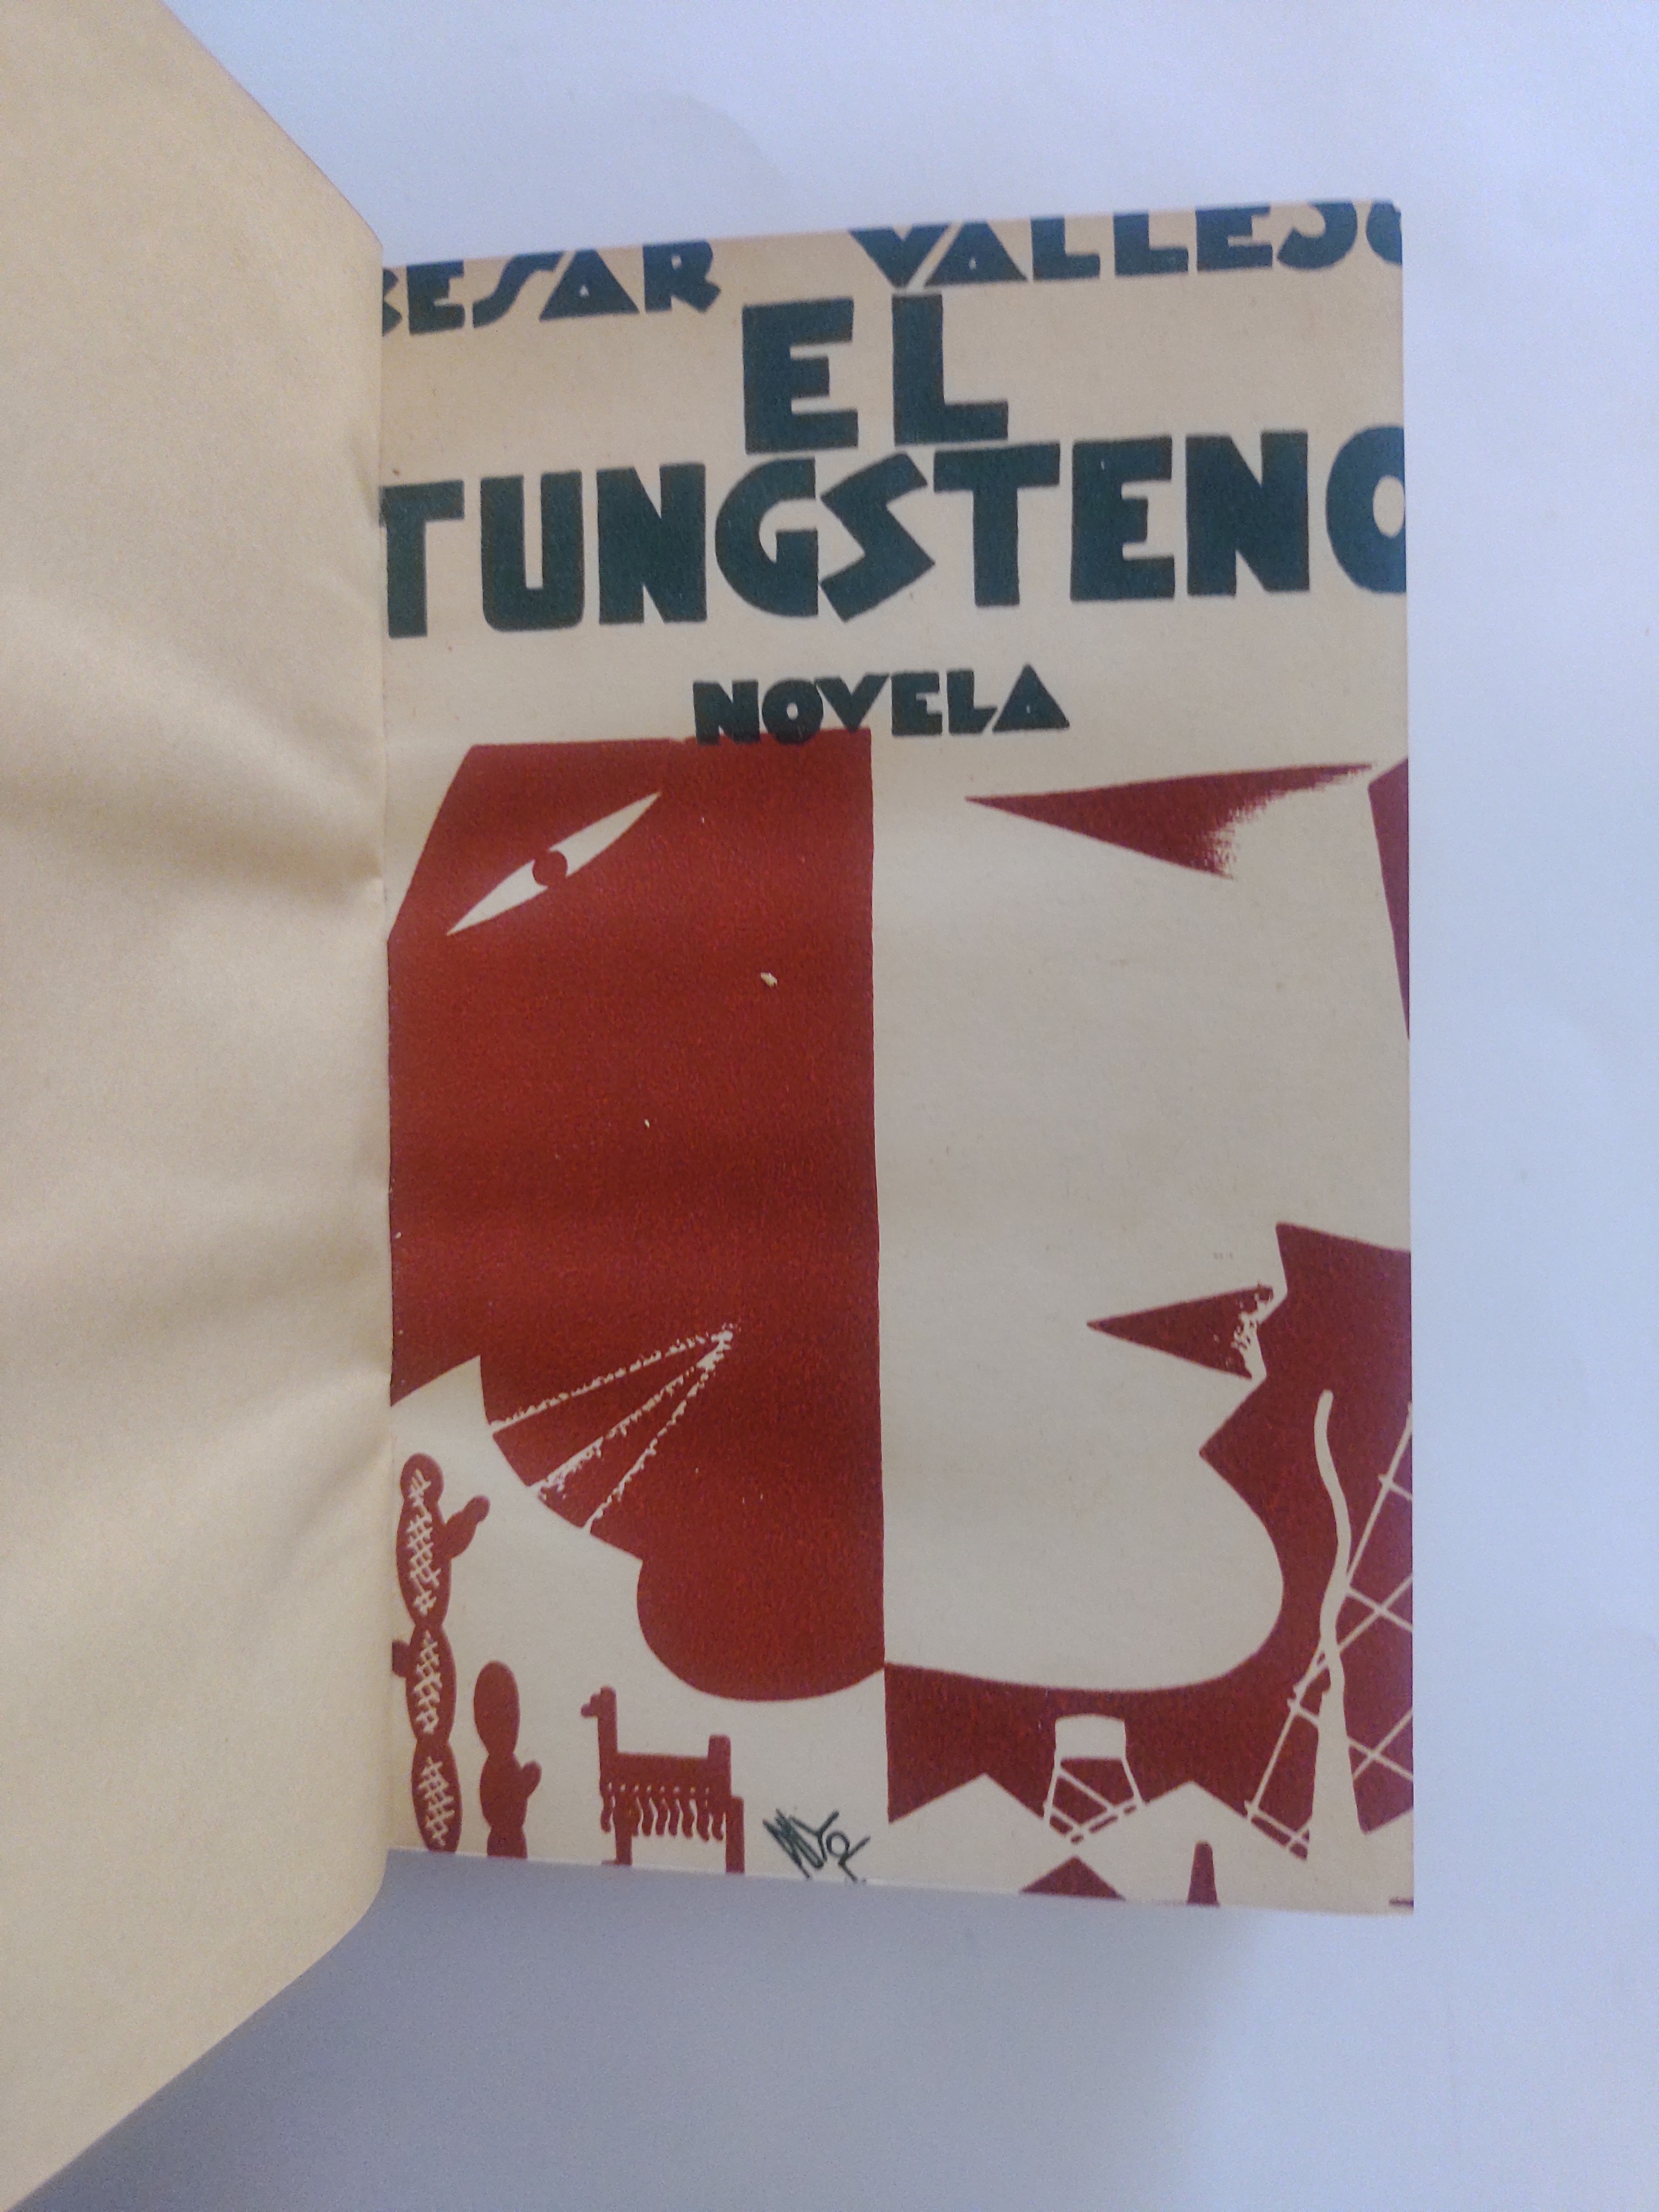 CESAR VALLEJO
EL
TUNGSTENO
NOVELA